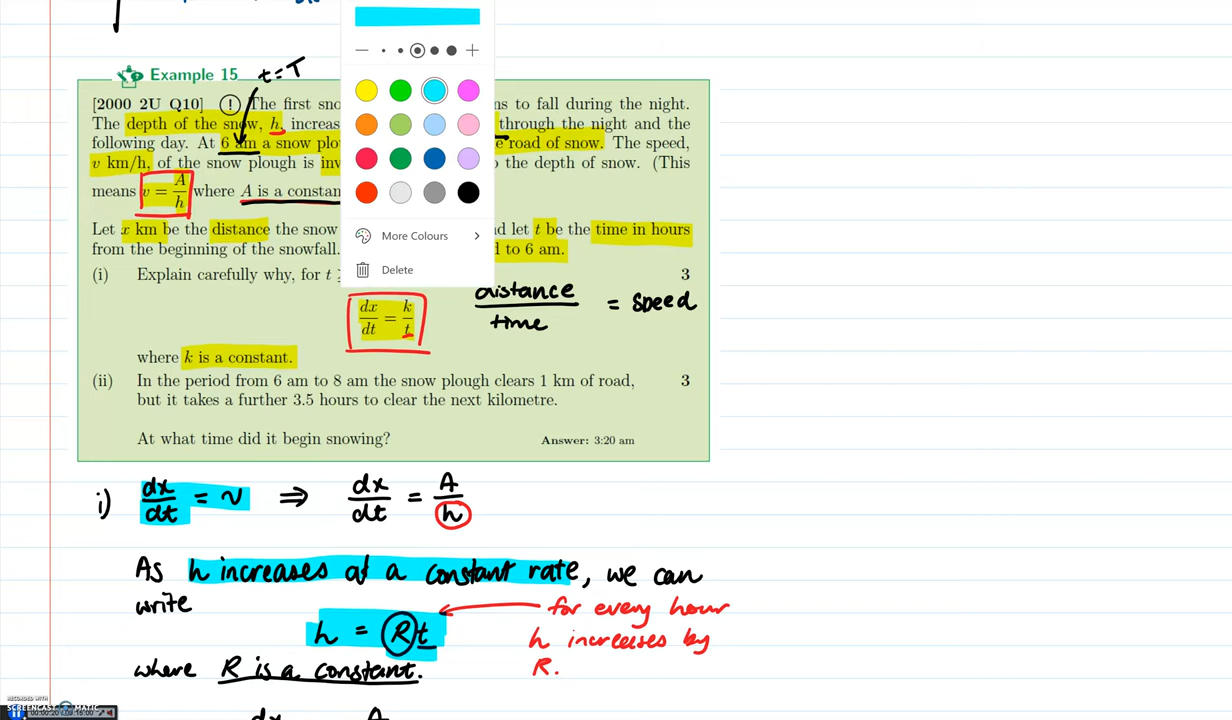 Example 15
t = T
[2000 2U Q10] ! The first sno ns to fall during the night.
The depth of the snow, h, increas through the night and the
following day. At 6 am a snow plou e road of snow. The speed,
v km/h, of the snow plough is inv o the depth of snow. (This
means v = A/h where A is a constan
Let x km be the distance the snow nd let t be the time in hours
from the beginning of the snowfall. d to 6 am.
(i) Explain carefully why, for t ≥ 3
dx/dt = k/t
distance/time = speed
where k is a constant.
(ii) In the period from 6 am to 8 am the snow plough clears 1 km of road, 3
but it takes a further 3.5 hours to clear the next kilometre.
At what time did it begin snowing? Answer: 3:20 am
More Colours
Delete
i) dx/dt = v ⇒ dx/dt = A/h
As h increases at a constant rate, we can
write
h = Rt
for every hour
h increases by
R.
where R is a constant.
dx A
RECORDED WITH
SCREENCAST MATIC